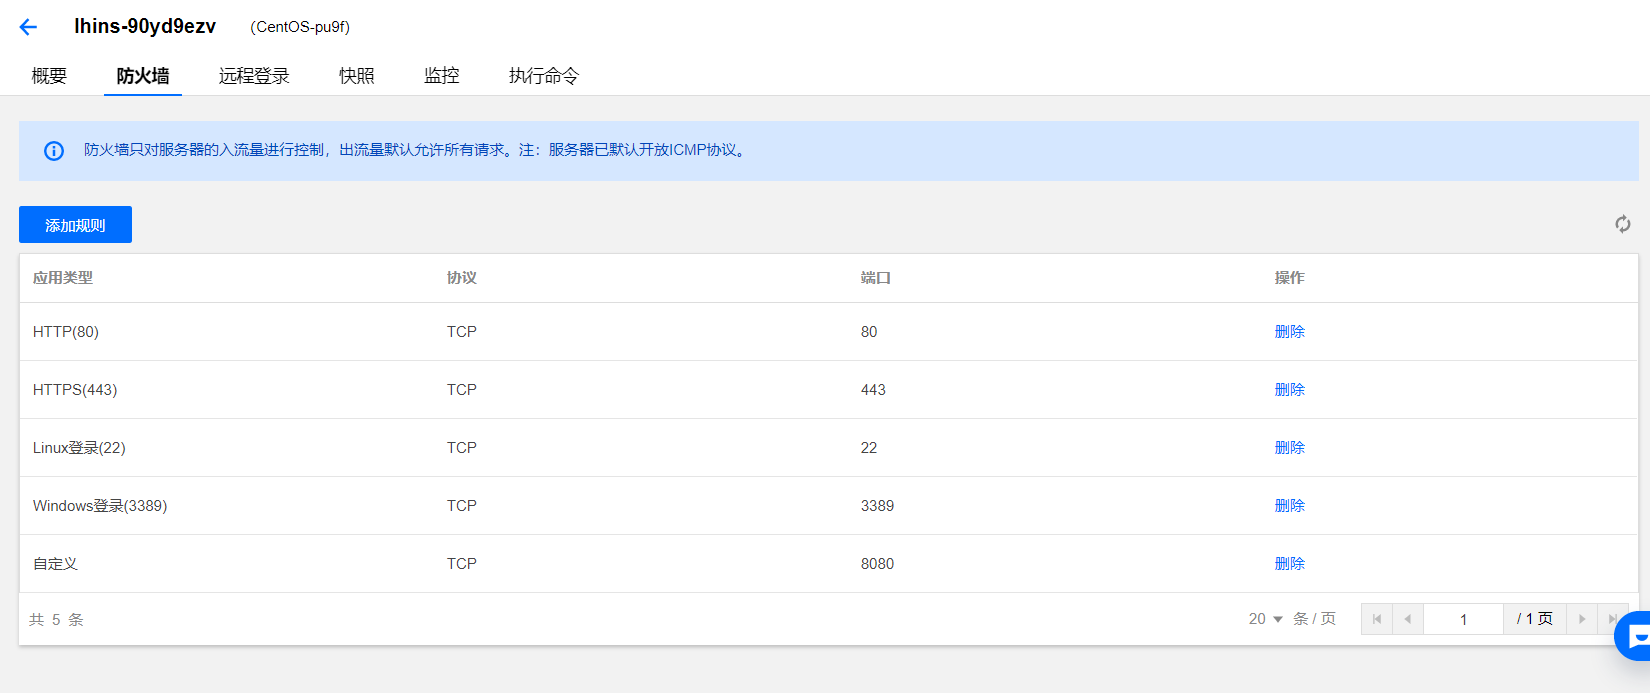 lhins-90yd9ezv (CentOS-pu9f)
概要 防火墙 远程登录 快照 监控 执行命令
防火墙只对服务器的入流量进行控制，出流量默认允许所有请求。注：服务器已默认开放ICMP协议。
添加规则
应用类型 协议 端口 操作
HTTP(80) TCP 80 删除
HTTPS(443) TCP 443 删除
Linux登录(22) TCP 22 删除
Windows登录(3389) TCP 3389 删除
自定义 TCP 8080 删除
共 5 条 20 条 / 页 1 / 1 页